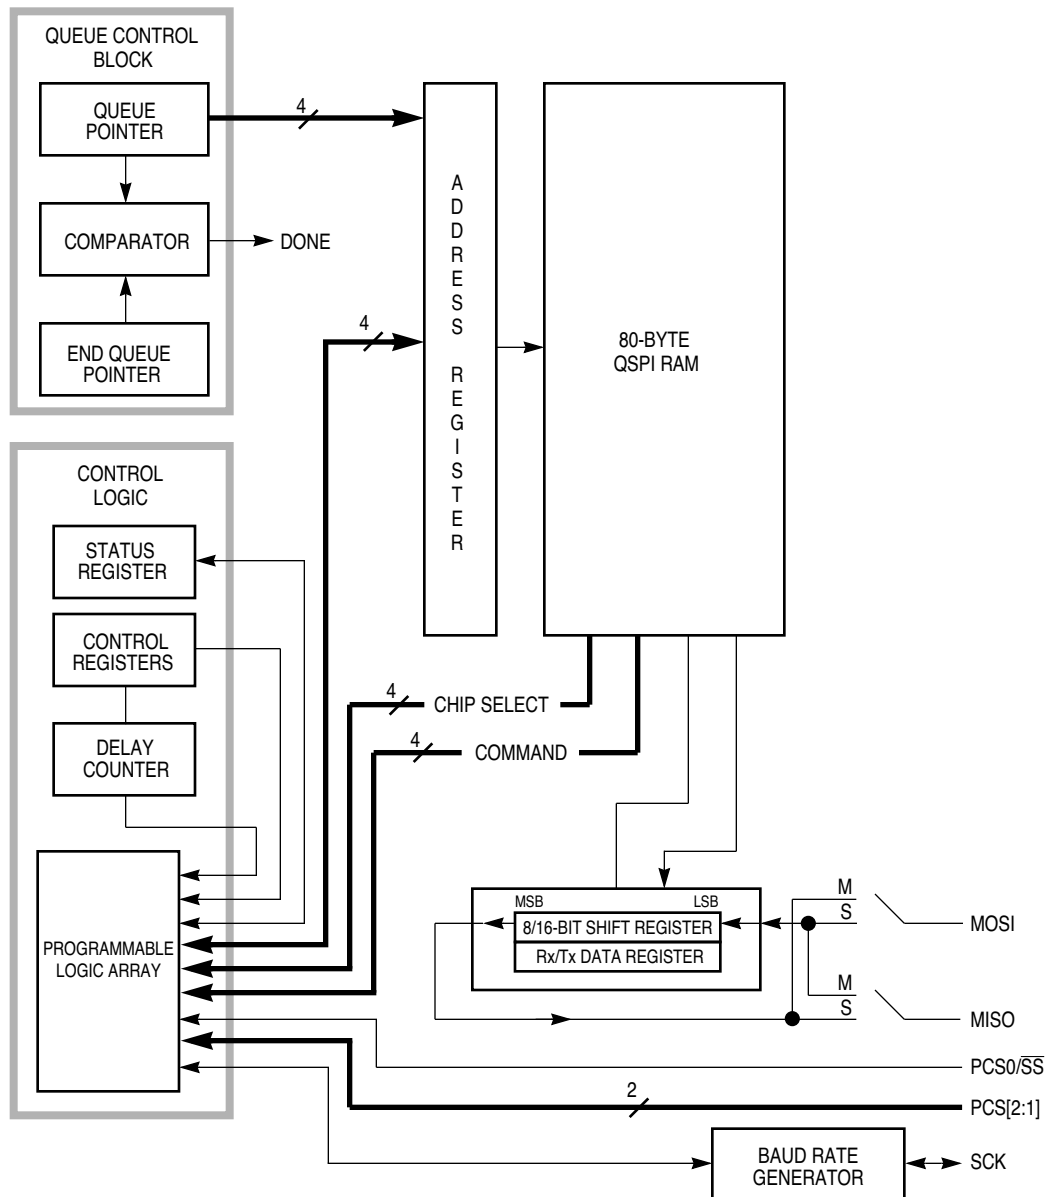 QUEUE CONTROL
BLOCK
QUEUE
POINTER
4
COMPARATOR
DONE
END QUEUE
POINTER
4
ADDRESS REGISTER
80-BYTE
QSPI RAM
CONTROL
LOGIC
STATUS
REGISTER
CONTROL
REGISTERS
DELAY
COUNTER
PROGRAMMABLE
LOGIC ARRAY
4
CHIP SELECT
4
COMMAND
MSB LSB
8/16-BIT SHIFT REGISTER
Rx/Tx DATA REGISTER
M
S
MOSI
M
S
MISO
PCS0/S̅S̅
2
PCS[2:1]
BAUD RATE
GENERATOR
SCK